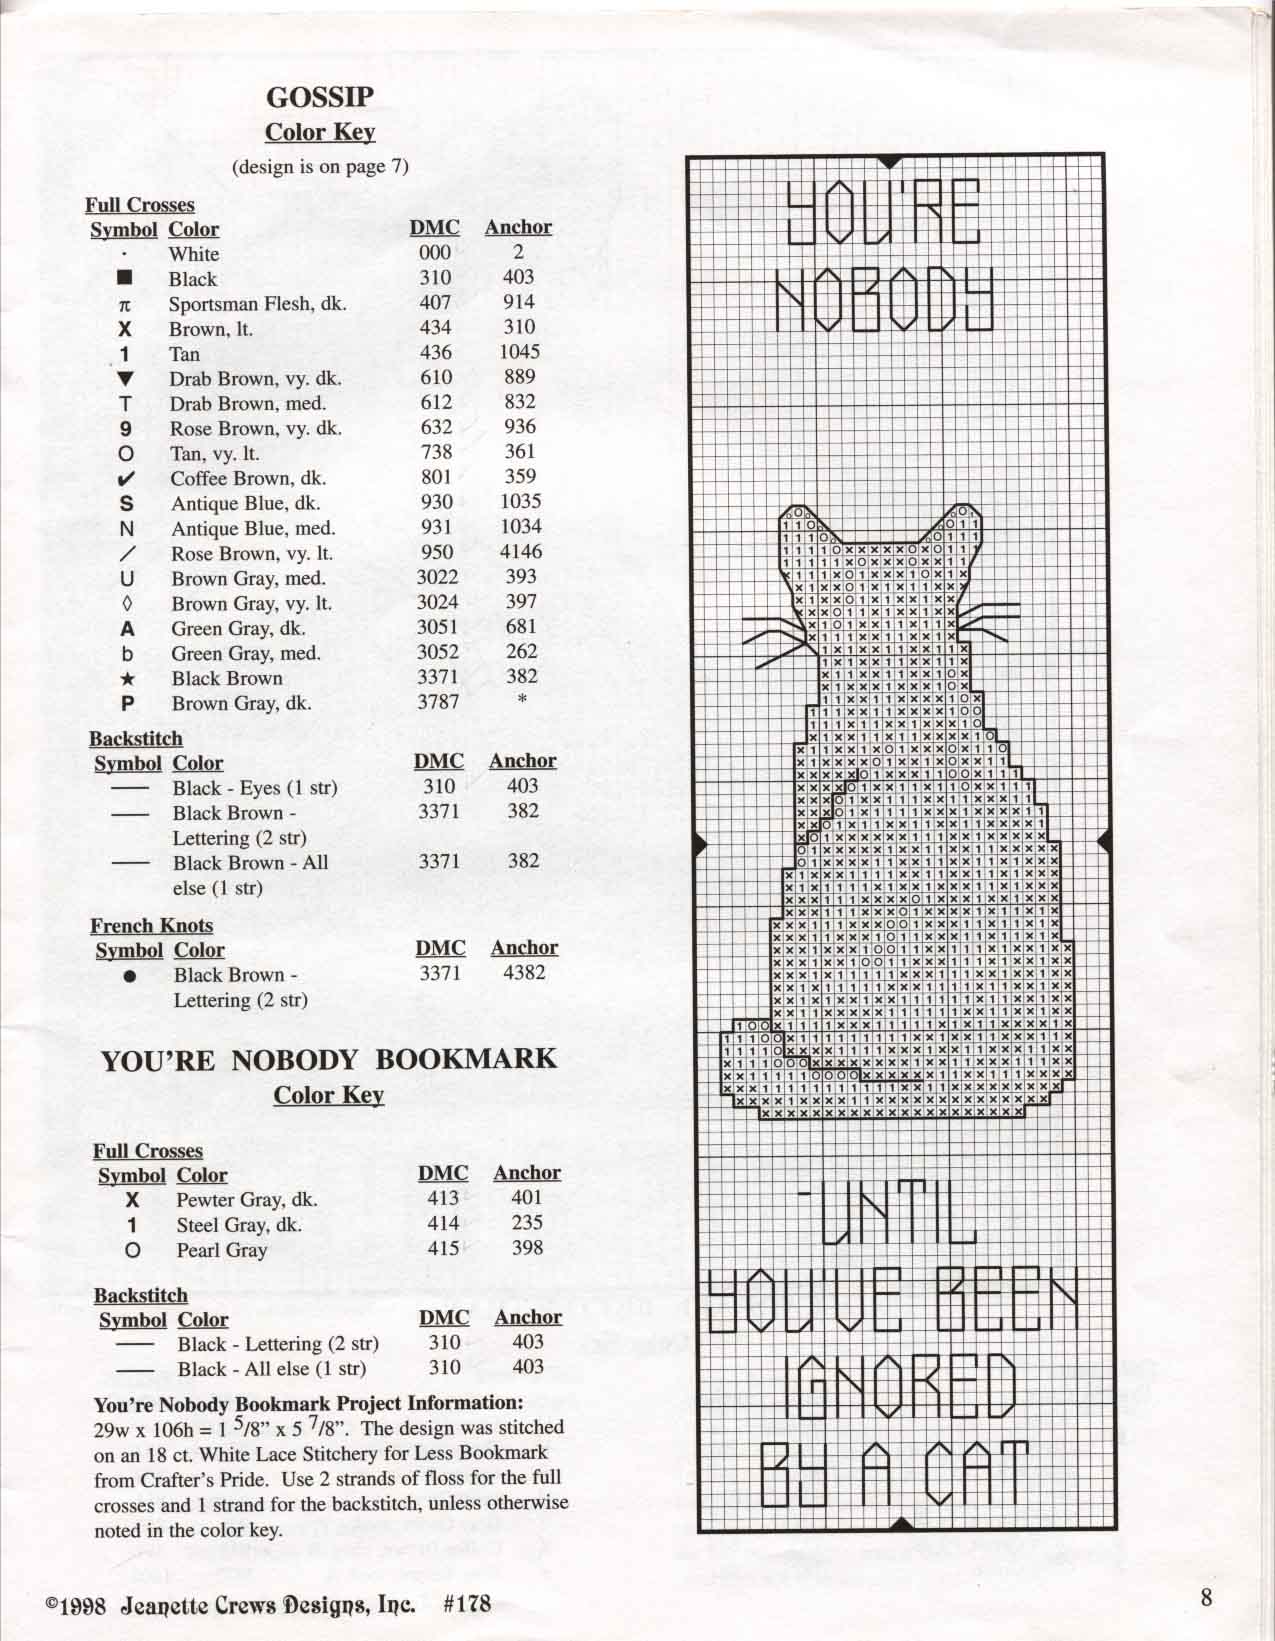 GOSSIP
Color Key
(design is on page 7)
Full Crosses
Symbol Color DMC Anchor
· White 000 2
■ Black 310 403
π Sportsman Flesh, dk. 407 914
X Brown, lt. 434 310
1 Tan 436 1045
▼ Drab Brown, vy. dk. 610 889
T Drab Brown, med. 612 832
9 Rose Brown, vy. dk. 632 936
O Tan, vy. lt. 738 361
✔ Coffee Brown, dk. 801 359
S Antique Blue, dk. 930 1035
N Antique Blue, med. 931 1034
/ Rose Brown, vy. lt. 950 4146
U Brown Gray, med. 3022 393
◊ Brown Gray, vy. lt. 3024 397
A Green Gray, dk. 3051 681
b Green Gray, med. 3052 262
★ Black Brown 3371 382
P Brown Gray, dk. 3787 *
Backstitch
Symbol Color DMC Anchor
— Black - Eyes (1 str) 310 403
— Black Brown - 3371 382
Lettering (2 str)
— Black Brown - All 3371 382
else (1 str)
French Knots
Symbol Color DMC Anchor
● Black Brown - 3371 4382
Lettering (2 str)
YOU'RE NOBODY BOOKMARK
Color Key
Full Crosses
Symbol Color DMC Anchor
X Pewter Gray, dk. 413 401
1 Steel Gray, dk. 414 235
O Pearl Gray 415 398
Backstitch
Symbol Color DMC Anchor
— Black - Lettering (2 str) 310 403
— Black - All else (1 str) 310 403
You're Nobody Bookmark Project Information:
29w x 106h = 1 5/8" x 5 7/8". The design was stitched
on an 18 ct. White Lace Stitchery for Less Bookmark
from Crafter's Pride. Use 2 strands of floss for the full
crosses and 1 strand for the backstitch, unless otherwise
noted in the color key.
YOU'RE
NOBODY
-UNTIL
YOU'VE BEEN
IGNORED
BY A CAT
©1998 Jeanette Crews Designs, Inc. #178
8